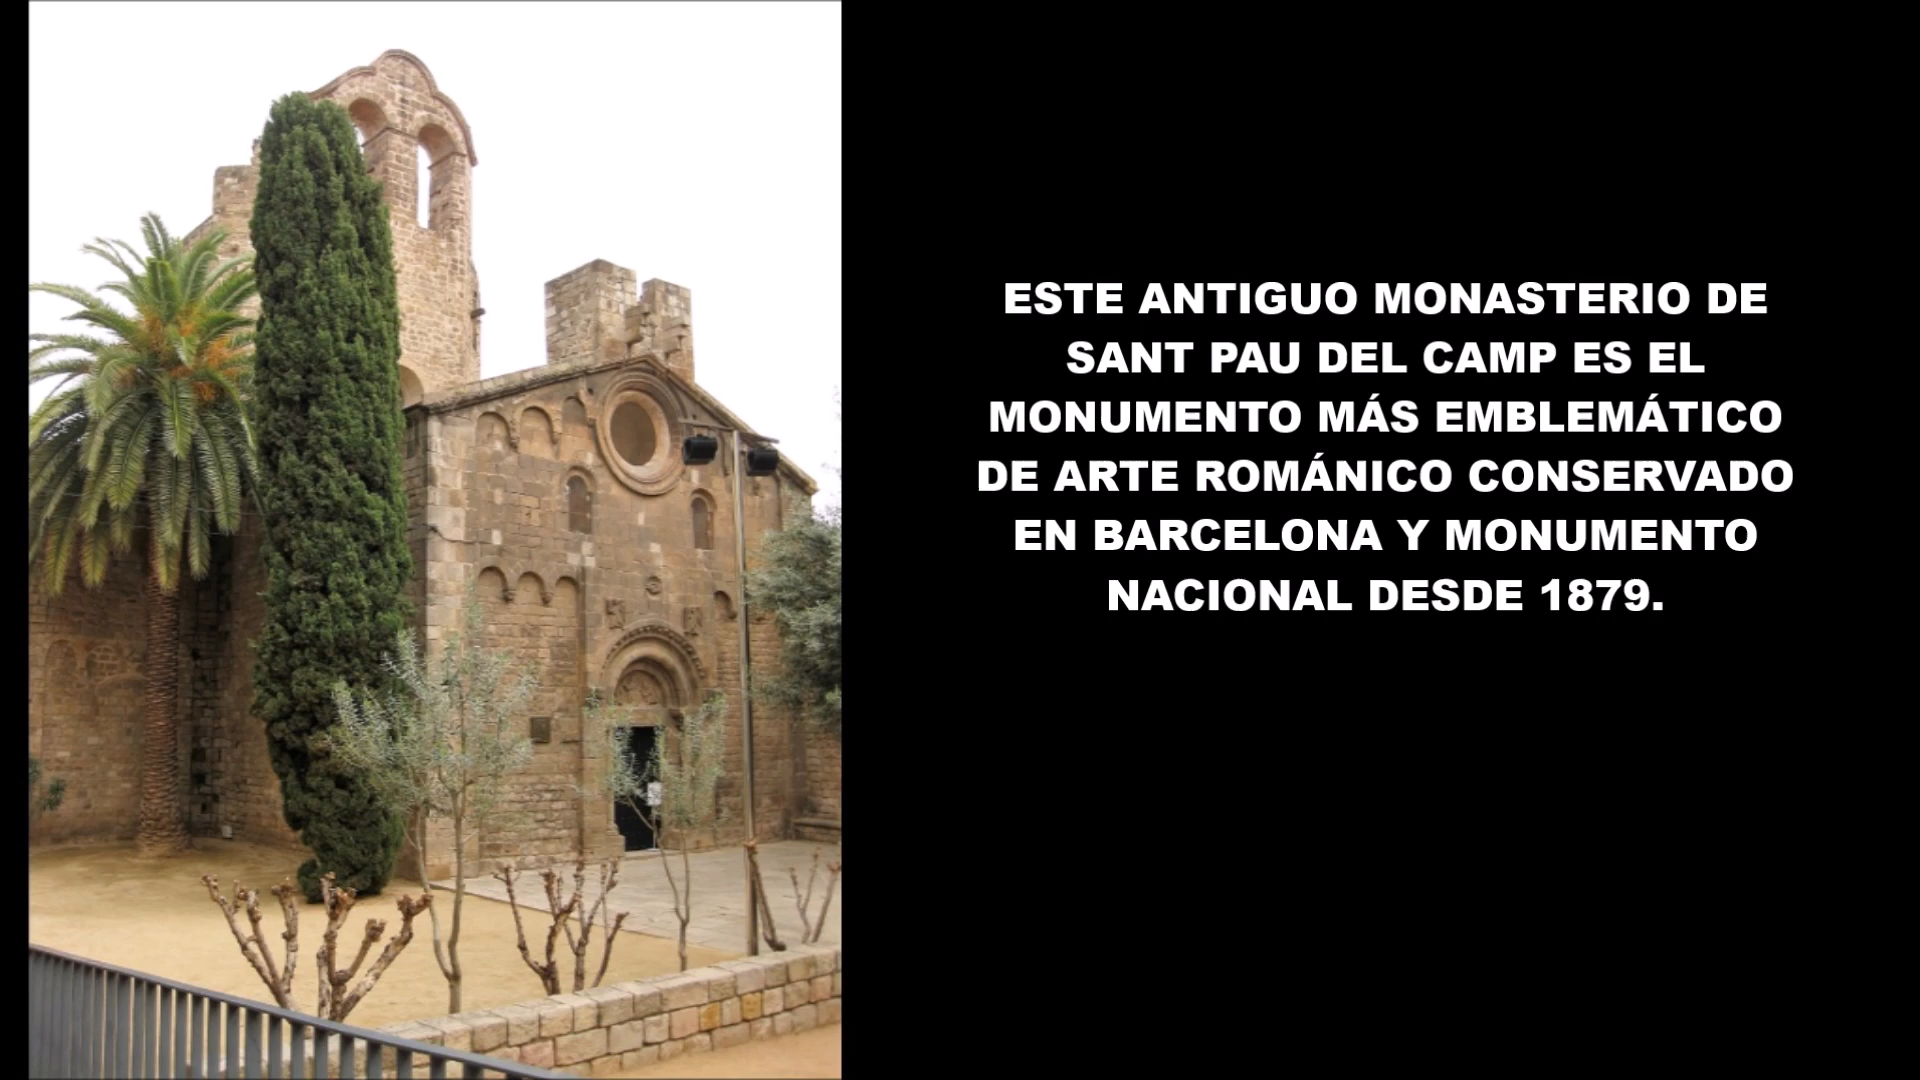 ESTE ANTIGUO MONASTERIO DE
SANT PAU DEL CAMP ES EL
MONUMENTO MÁS EMBLEMÁTICO
DE ARTE ROMÁNICO CONSERVADO
EN BARCELONA Y MONUMENTO
NACIONAL DESDE 1879.